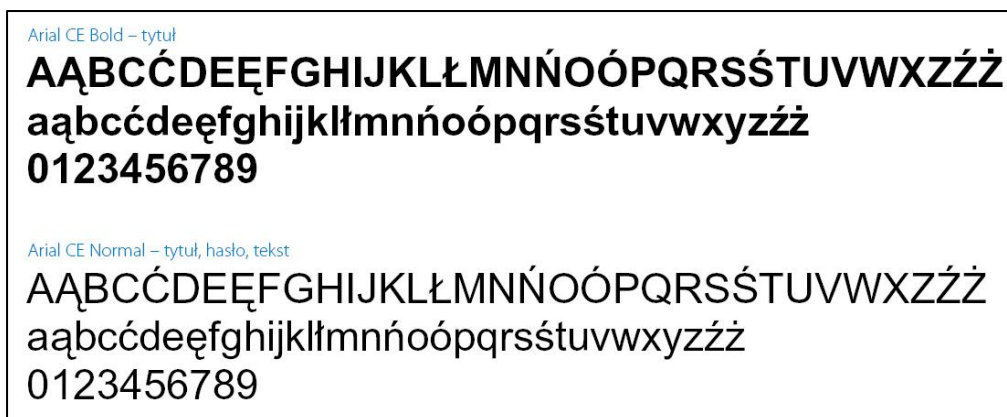 Arial CE Bold – tytuł
AĄBCĆDEĘFGHIJKLŁMNŃOÓPQRSŚTUVWXZŹŻ
aąbcćdeęfghijklłmnńoópqrsśtuvwxyzźż
0123456789
Arial CE Normal – tytuł, hasło, tekst
AĄBCĆDEĘFGHIJKLŁMNŃOÓPQRSŚTUVWXZŹŻ
aąbcćdeęfghijklłmnńoópqrsśtuvwxyzźż
0123456789